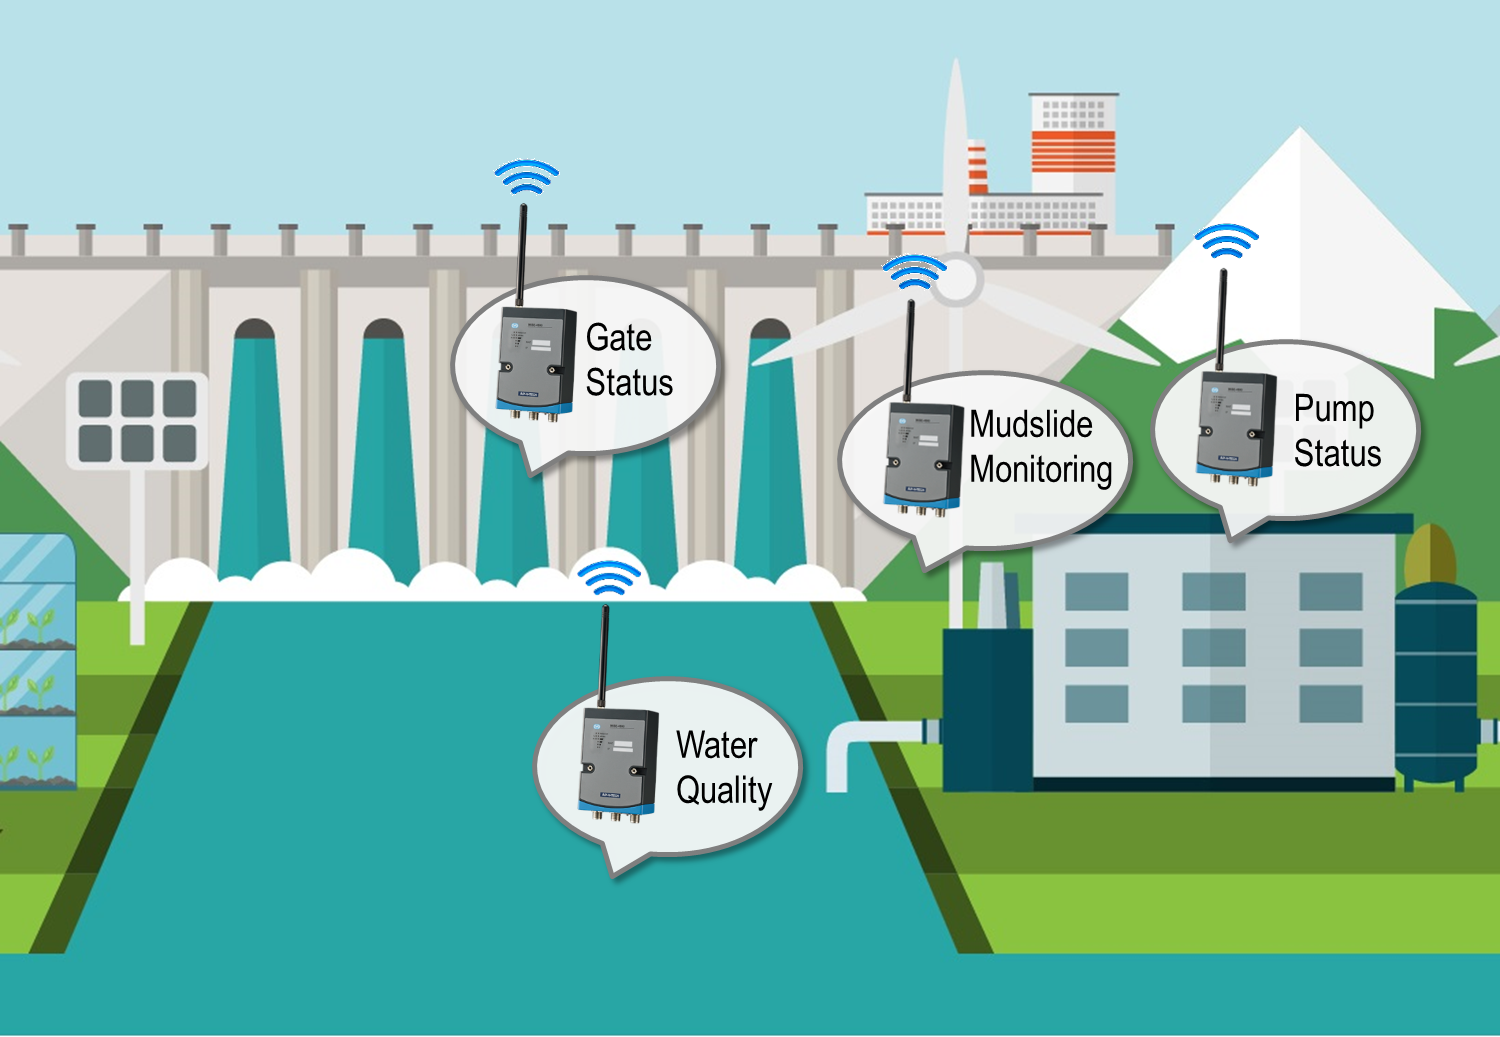 Gate
Status
Mudslide
Monitoring
Pump
Status
Water
Quality